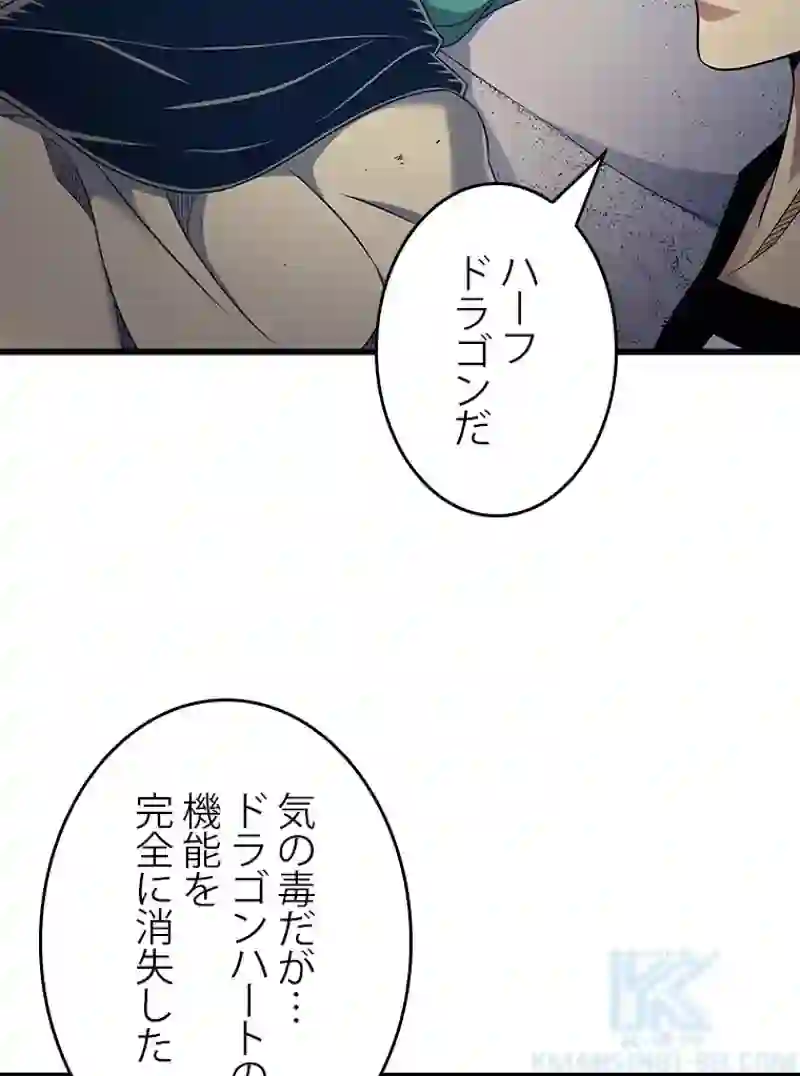 ハーフ
ドラゴンだ
気の毒だが…
ドラゴンハートの
機能を
完全に消失した